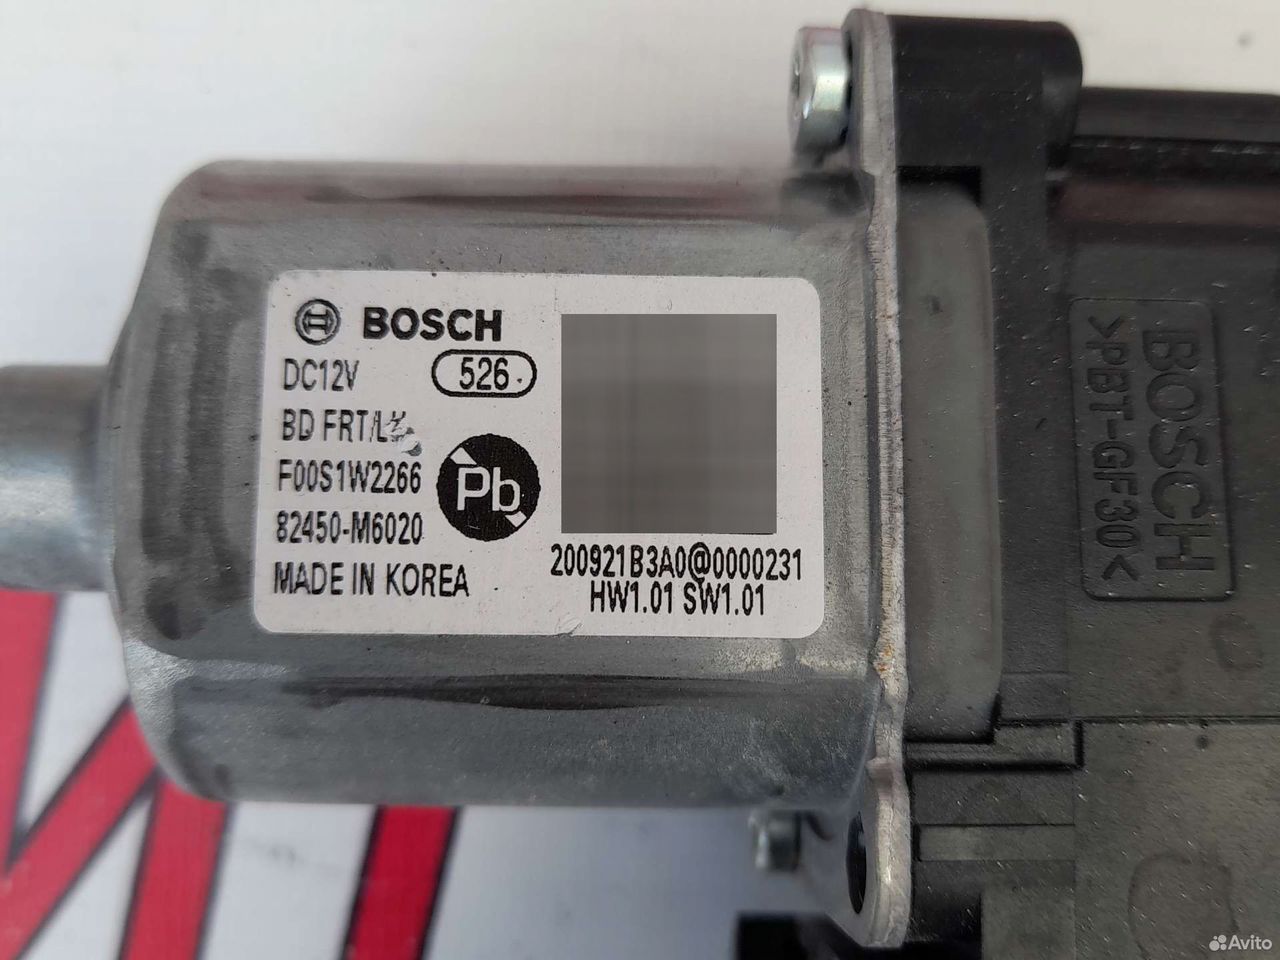 BOSCH
DC12V 526
BD FRT/
F00S1W2266
Pb
82450-M6020
MADE IN KOREA
200921B3A0@0000231
HW1.01 SW1.01
BOSCH
>PBT-GF30<
Avito